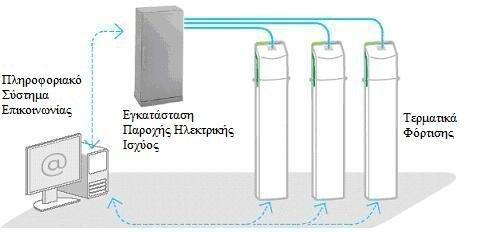 Πληροφοριακό
Σύστημα
Επικοινωνίας
Εγκατάσταση
Παροχής Ηλεκτρικής
Ισχύος
Τερματικά
Φόρτισης
@